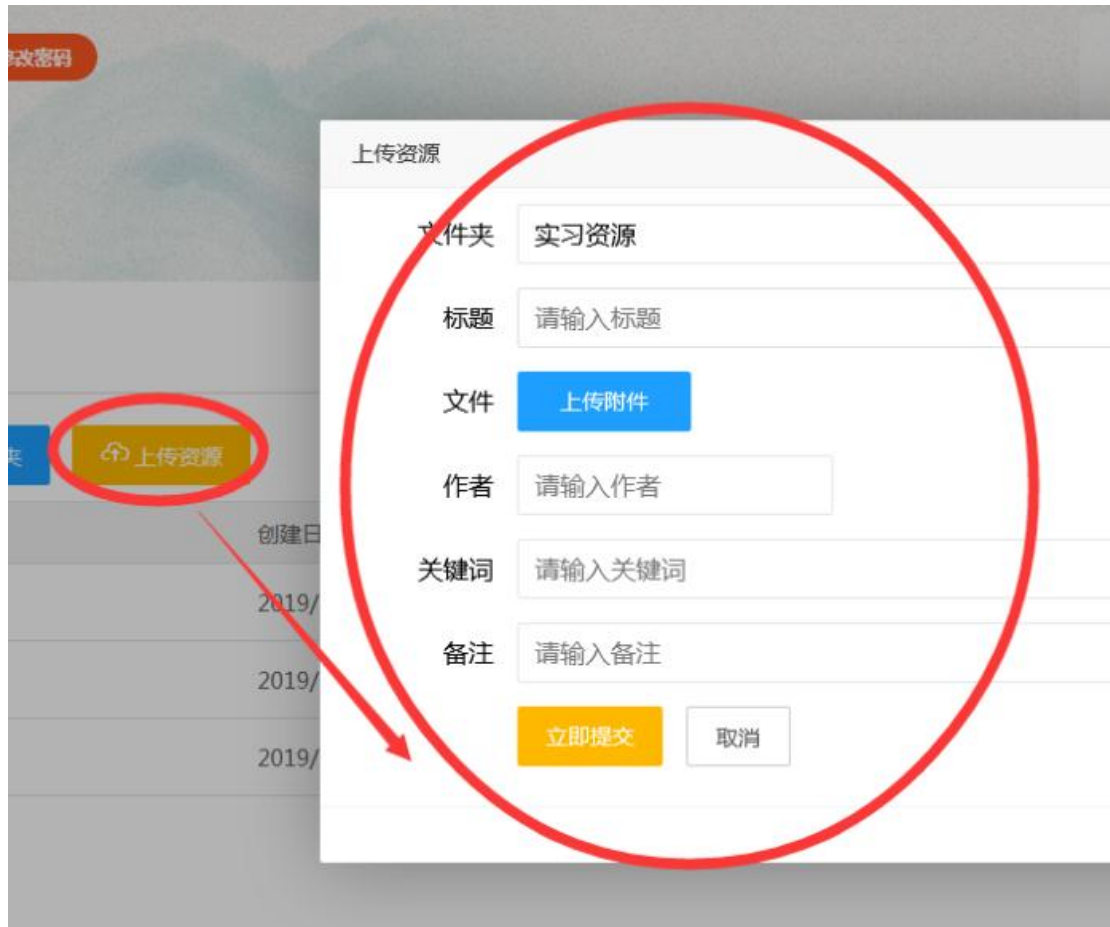 修改密码
上传资源
文件夹 实习资源
标题 请输入标题
文件 上传附件
作者 请输入作者
夹 上传资源
创建日
关键词 请输入关键词
2019/
备注 请输入备注
2019/
立即提交 取消
2019/